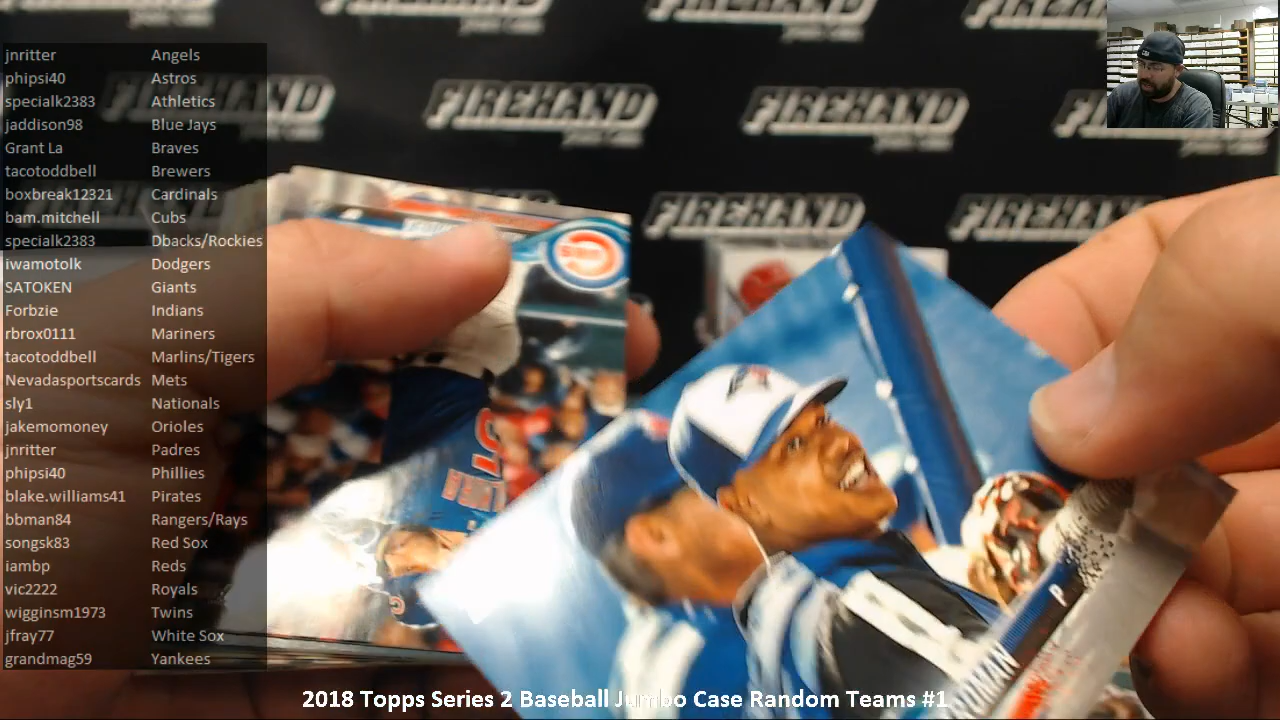 jnritter Angels
phipsi40 Astros
specialk2383 Athletics
jaddison98 Blue Jays
Grant La Braves
tacotoddbell Brewers
boxbreak12321 Cardinals
bam.mitchell Cubs
specialk2383 Dbacks/Rockies
iwamotolk Dodgers
SATOKEN Giants
Forbzie Indians
rbrox0111 Mariners
tacotoddbell Marlins/Tigers
Nevadasportscards Mets
sly1 Nationals
jakemomoney Orioles
jnritter Padres
phipsi40 Phillies
blake.williams41 Pirates
bbman84 Rangers/Rays
songsk83 Red Sox
iambp Reds
vic2222 Royals
wigginsm1973 Twins
jfray77 White Sox
grandmag59 Yankees
FIREHAND
FIREHAND FIREHAND FIREHAND
FIREHAND FIREHAND
CUBS
P
2018 Topps Series 2 Baseball Jumbo Case Random Teams #1